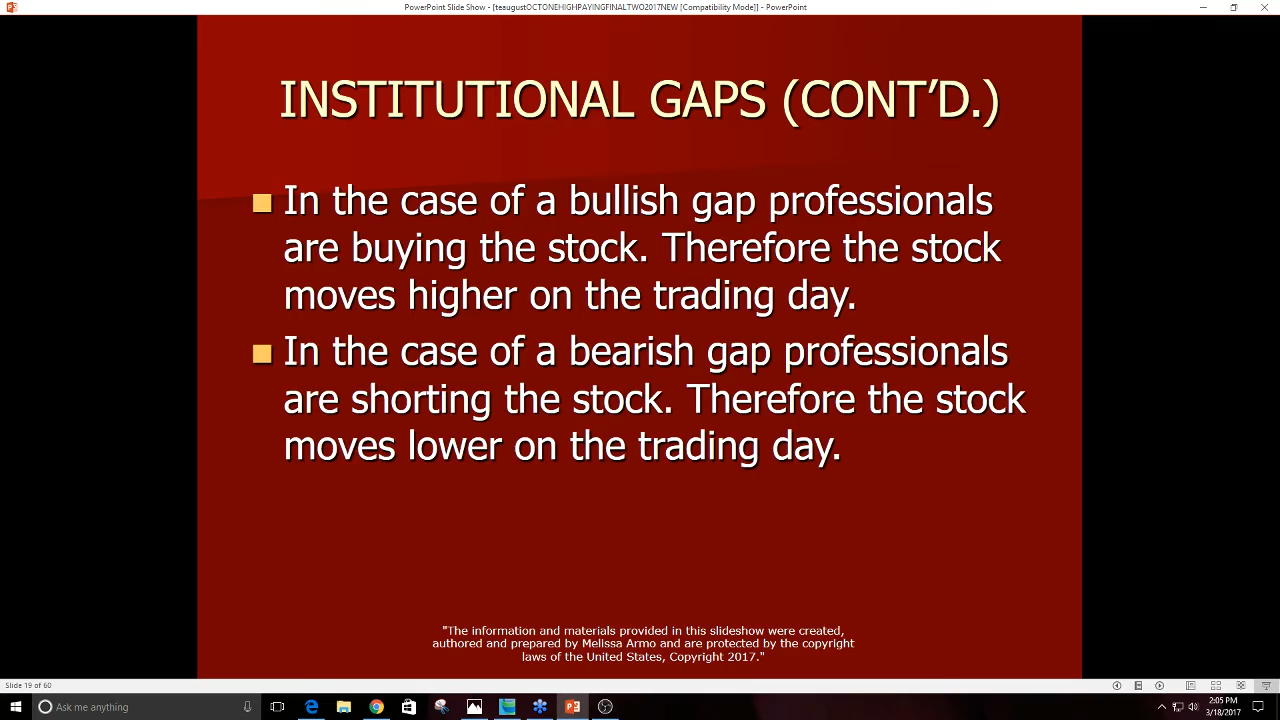 PowerPoint Slide Show - [teaugustOCTONEHIGHPAYINGFINALTWO2017NEW [Compatibility Mode]] - PowerPoint
INSTITUTIONAL GAPS (CONT’D.)
In the case of a bullish gap professionals
are buying the stock. Therefore the stock
moves higher on the trading day.
In the case of a bearish gap professionals
are shorting the stock. Therefore the stock
moves lower on the trading day.
"The information and materials provided in this slideshow were created,
authored and prepared by Melissa Armo and are protected by the copyright
laws of the United States, Copyright 2017."
Slide 19 of 60
Ask me anything
2:05 PM
3/18/2017